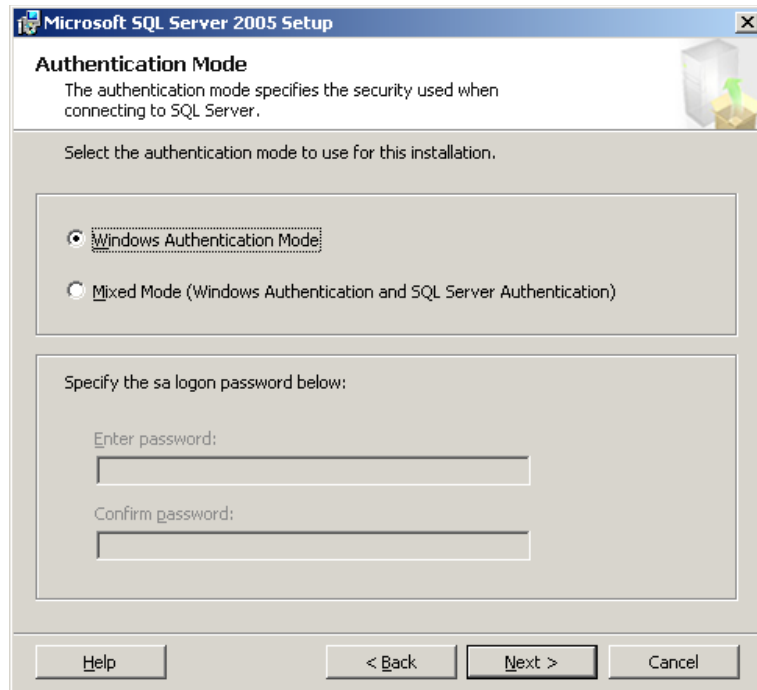 Microsoft SQL Server 2005 Setup
Authentication Mode
The authentication mode specifies the security used when
connecting to SQL Server.
Select the authentication mode to use for this installation.
Windows Authentication Mode
Mixed Mode (Windows Authentication and SQL Server Authentication)
Specify the sa logon password below:
Enter password:
Confirm password:
Help
< Back
Next >
Cancel